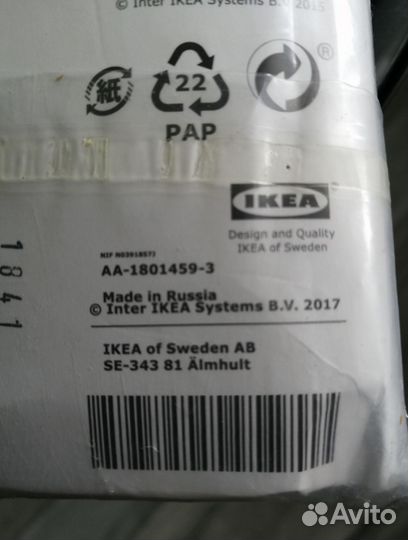 © Inter IKEA Systems B.V. 2015
紙
22
®
PAP
IKEA
®
Design and Quality
IKEA of Sweden
1841
AA-1801459-3
Made in Russia
© Inter IKEA Systems B.V. 2017
IKEA of Sweden AB
SE-343 81 Älmhult
Avito